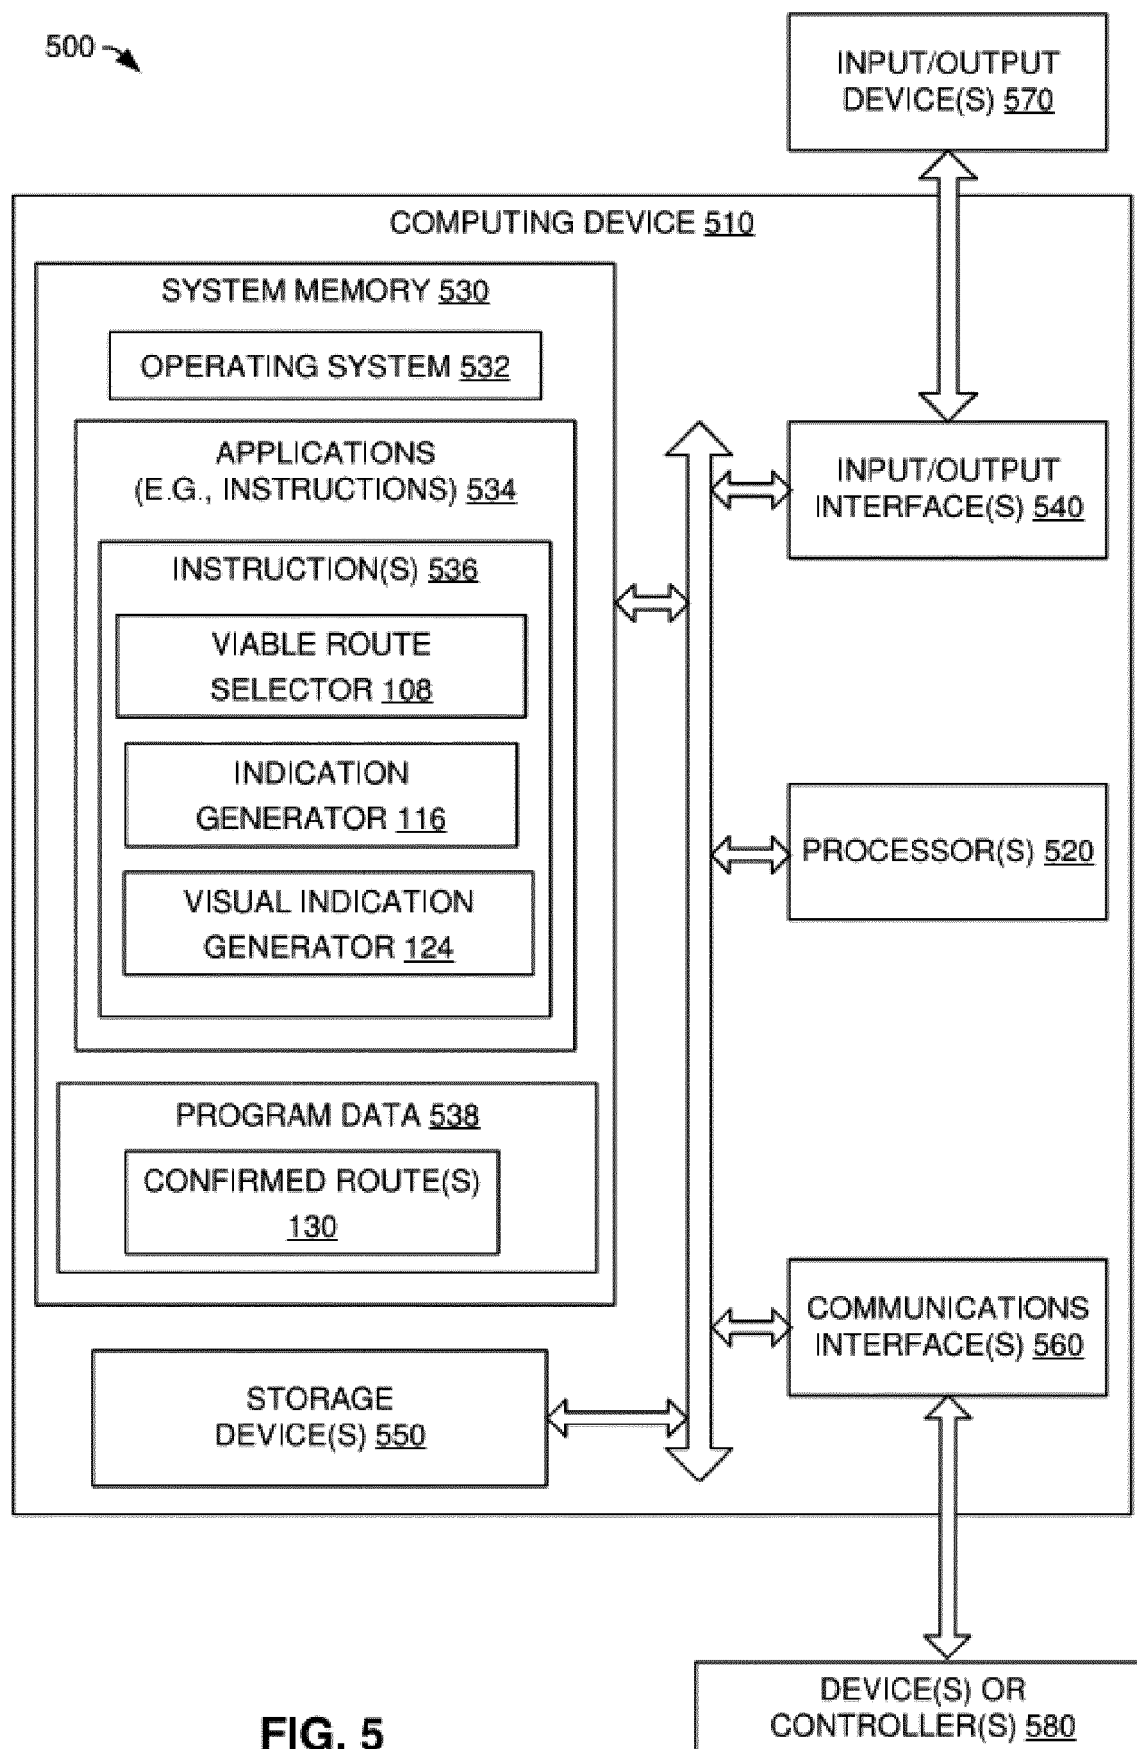 500
INPUT/OUTPUT
DEVICE(S) 570
COMPUTING DEVICE 510
SYSTEM MEMORY 530
OPERATING SYSTEM 532
APPLICATIONS
(E.G., INSTRUCTIONS) 534
INSTRUCTION(S) 536
VIABLE ROUTE
SELECTOR 108
INDICATION
GENERATOR 116
VISUAL INDICATION
GENERATOR 124
PROGRAM DATA 538
CONFIRMED ROUTE(S)
130
STORAGE
DEVICE(S) 550
INPUT/OUTPUT
INTERFACE(S) 540
PROCESSOR(S) 520
COMMUNICATIONS
INTERFACE(S) 560
DEVICE(S) OR
CONTROLLER(S) 580
FIG. 5